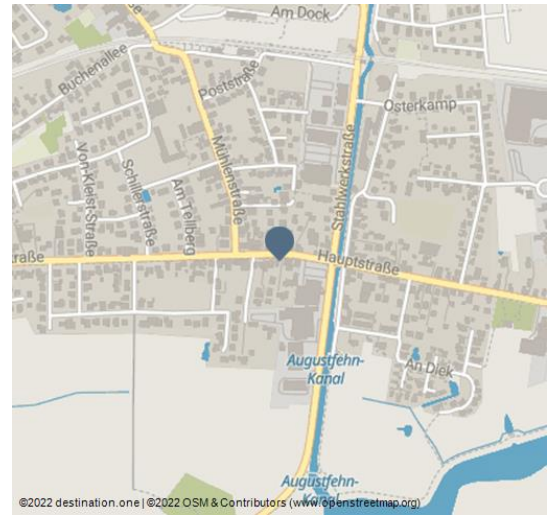 Am Dock
Buchenallee
Poststraße
Osterkamp
Stahlwerkstraße
Mühlenstraße
Von-Kleist-Straße
Schillerstraße
Am Tellberg
raße
Hauptstraße
Augustfehn-
Kanal
An Diek
Augustfehn-
Kanal
©2022 destination.one | ©2022 OSM & Contributors (www.openstreetmap.org)